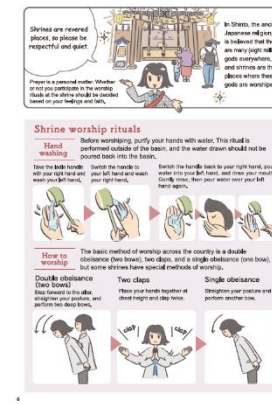 Shrines are revered
places, so please be
respectful and quiet.
In Shinto, the anc
Japanese religion,
is believed that the
are many (eight mill
gods everywhere,
and shrines are th
places where thes
gods are worshipe
Prayer is a personal matter. Whether
or not you participate in the worship
rituals at the shrine should be decided
based on your feelings and faith.
Shrine worship rituals
Hand
washing
Before worshiping, purify your hands with water. This ritual is
performed outside of the basin, and the water drawn should not be
poured back into the basin.
Take the ladle handle
with your right hand and
wash your left hand.
Switch the handle to
your left hand and wash
your right hand.
Switch the handle back to your right hand, pou
water into your left hand, and rinse your mouth
Gently rinse, then pour water over your left
hand again.
How to
worship
The basic method of worship across the country is a double
obeisance (two bows), two claps, and a single obeisance (one bow),
but some shrines have special methods of worship.
Double obeisance
(two bows)
Step forward to the altar,
straighten your posture, and
perform two deep bows.
Two claps
Place your hands together at
chest height and clap twice.
Single obeisance
Straighten your posture and
perform another bow.
clap
clap